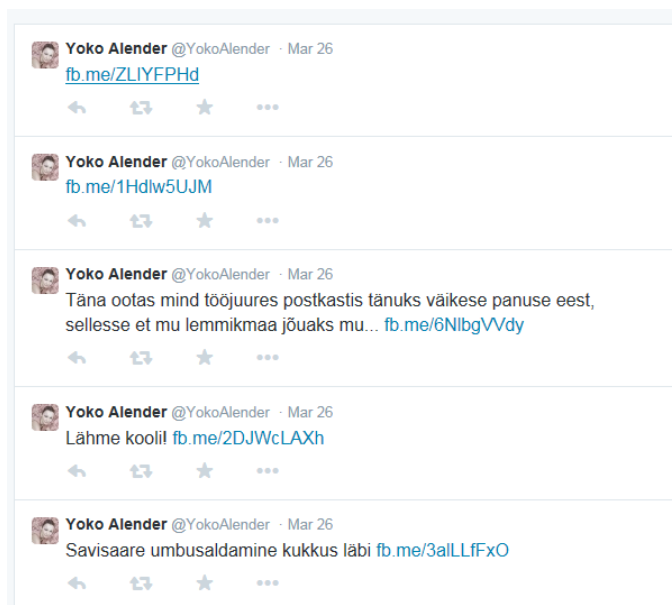 Yoko Alender @YokoAlender · Mar 26
fb.me/ZLIYFPHd
Yoko Alender @YokoAlender · Mar 26
fb.me/1Hdlw5UJM
Yoko Alender @YokoAlender · Mar 26
Täna ootas mind tööjuures postkastis tänuks väikese panuse eest,
sellesse et mu lemmikmaa jõuaks mu... fb.me/6NlbgVVdy
Yoko Alender @YokoAlender · Mar 26
Lähme kooli! fb.me/2DJWcLAXh
Yoko Alender @YokoAlender · Mar 26
Savisaare umbusaldamine kukkus läbi fb.me/3alLLfFxO